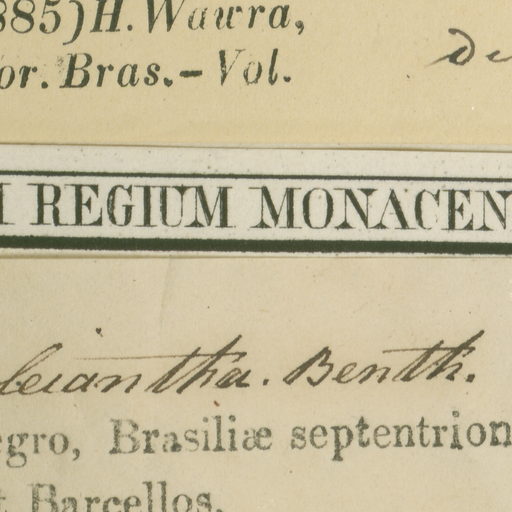 885) H. Wawra,
or. Bras.– Vol.
REGIUM MONACEN
leiantha. Benth.
egro, Brasiliæ septentrion
t Barcellos.